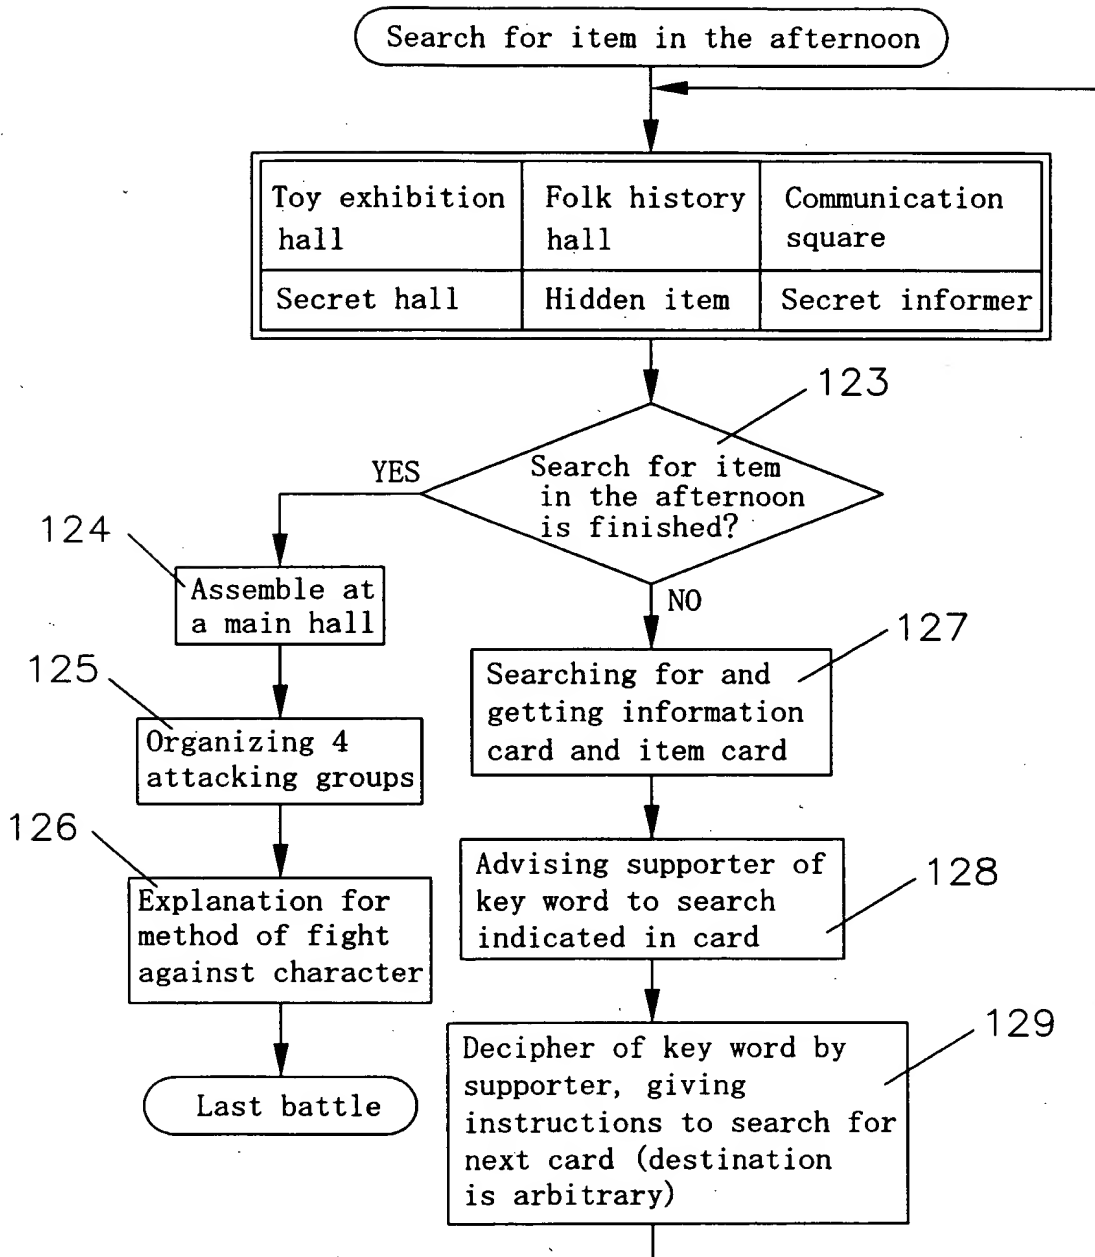 Search for item in the afternoon
Toy exhibition
hall
Folk history
hall
Communication
square
Secret hall
Hidden item
Secret informer
123
YES
Search for item
in the afternoon
is finished?
NO
124
Assemble at
a main hall
125
Organizing 4
attacking groups
126
Explanation for
method of fight
against character
Last battle
127
Searching for and
getting information
card and item card
128
Advising supporter of
key word to search
indicated in card
129
Decipher of key word by
supporter, giving
instructions to search for
next card (destination
is arbitrary)